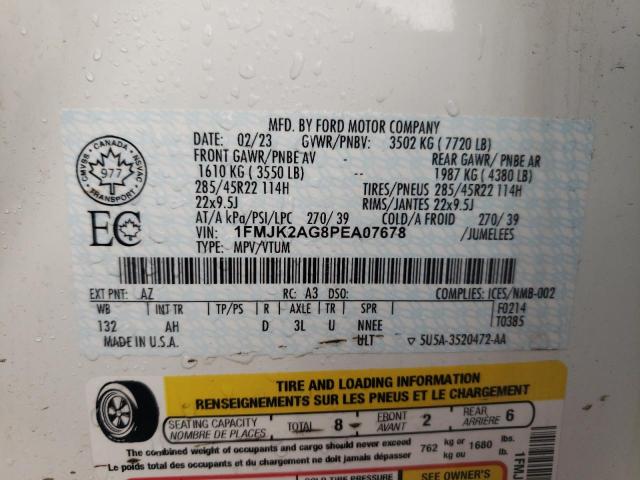 MFD. BY FORD MOTOR COMPANY
DATE: 02/23 GVWR/PNBV: 3502 KG ( 7720 LB)
FRONT GAWR/PNBE AV REAR GAWR/ PNBE AR
1610 KG ( 3550 LB) -- 1987 KG ( 4380 LB)
285/45R22 114H TIRES/PNEUS 285/45R22 114H
22x9.5J RIMS/JANTES 22x9.5J
AT/A kPa/PSI/LPC 270/ 39 COLD/A FROID 270/ 39
VIN: 1FMJK2AG8PEA07678 /JUMELEES
TYPE: MPV/VTUM
CANADA
CMVSS NSVAC
977
TRANSPORT
EC
EXT PNT: AZ RC: A3 DSO: COMPLIES: ICES/NMB-002
WB INT TR TP/PS R AXLE TR SPR F0214
132 AH D 3L U NNEE T0385
MADE IN U.S.A. ULT ▽ 5U5A-3520472-AA
TIRE AND LOADING INFORMATION
RENSEIGNEMENTS SUR LES PNEUS ET LE CHARGEMENT
SEATING CAPACITY
NOMBRE DE PLACES
TOTAL 8
FRONT
AVANT 2
REAR
ARRIÈRE 6
The combined weight of occupants and cargo should never exceed
Le poids total des occupants et du chargement ne doit jamais dépasser
762 kg or 1680 lbs.
kg ou lb.
SEE OWNER'S
1FMJ